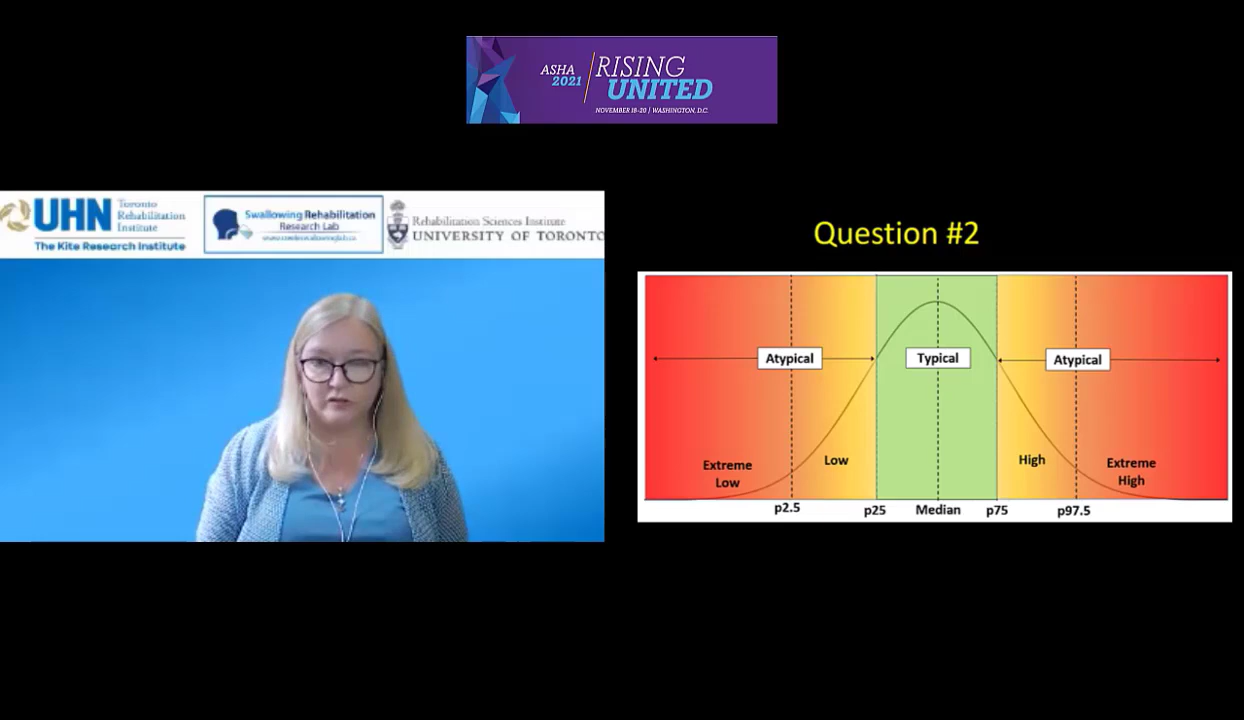 ASHA
2021
RISING
UNITED
NOVEMBER 18-20 | WASHINGTON, D.C.
UHN
Toronto
Rehabilitation
Institute
The Kite Research Institute
Swallowing Rehabilitation
Research Lab
Rehabilitation Sciences Institute
UNIVERSITY OF TORONTO
Question #2
Atypical
Typical
Atypical
Extreme
Low
Low
High
Extreme
High
p2.5
p25
Median
p75
p97.5